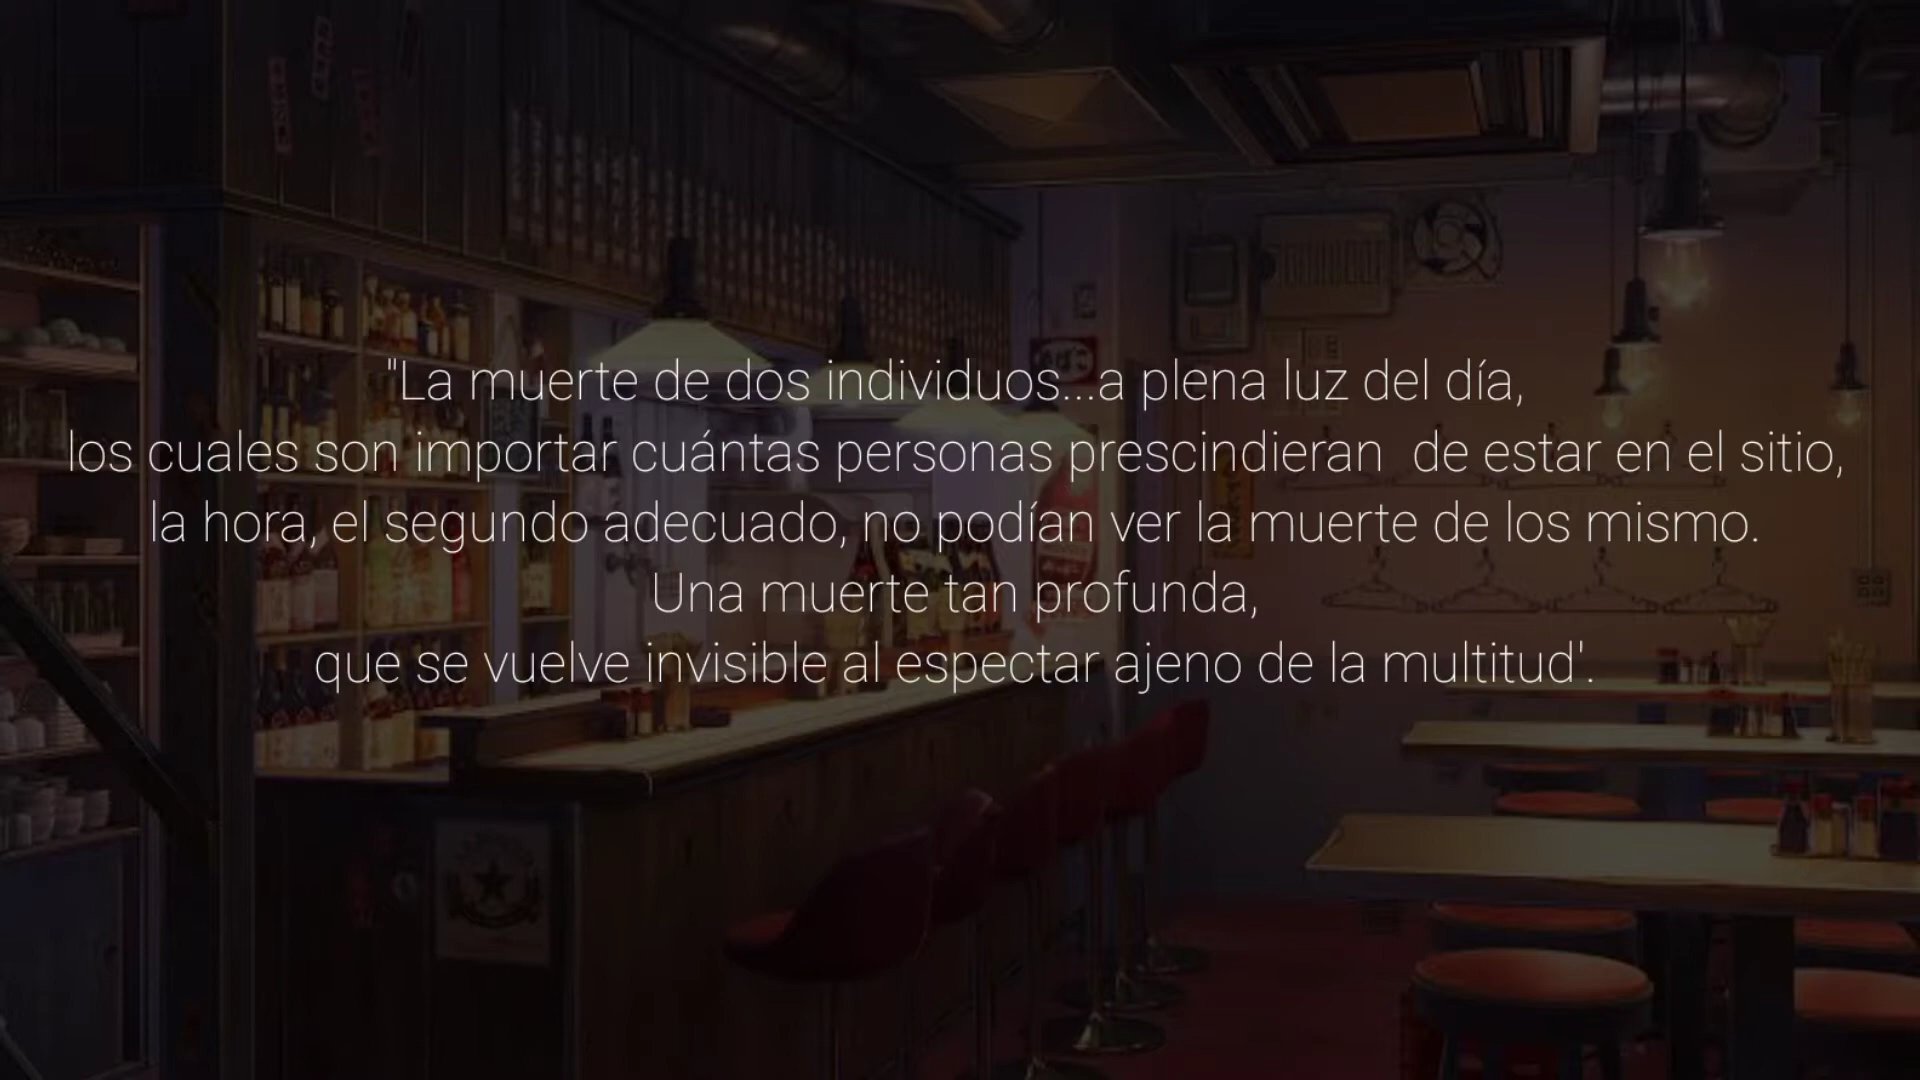 "La muerte de dos individuos...a plena luz del día,
los cuales son importar cuántas personas prescindieran  de estar en el sitio,
la hora, el segundo adecuado, no podían ver la muerte de los mismo.
Una muerte tan profunda,
que se vuelve invisible al espectar ajeno de la multitud'.